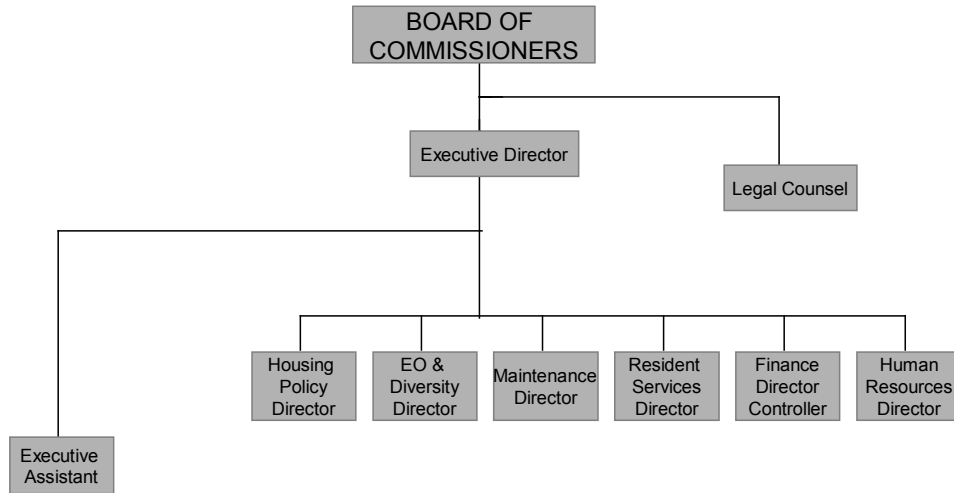 BOARD OF
COMMISSIONERS
Executive Director
Legal Counsel
Housing
Policy
Director
EO &
Diversity
Director
Maintenance
Director
Resident
Services
Director
Finance
Director
Controller
Human
Resources
Director
Executive
Assistant